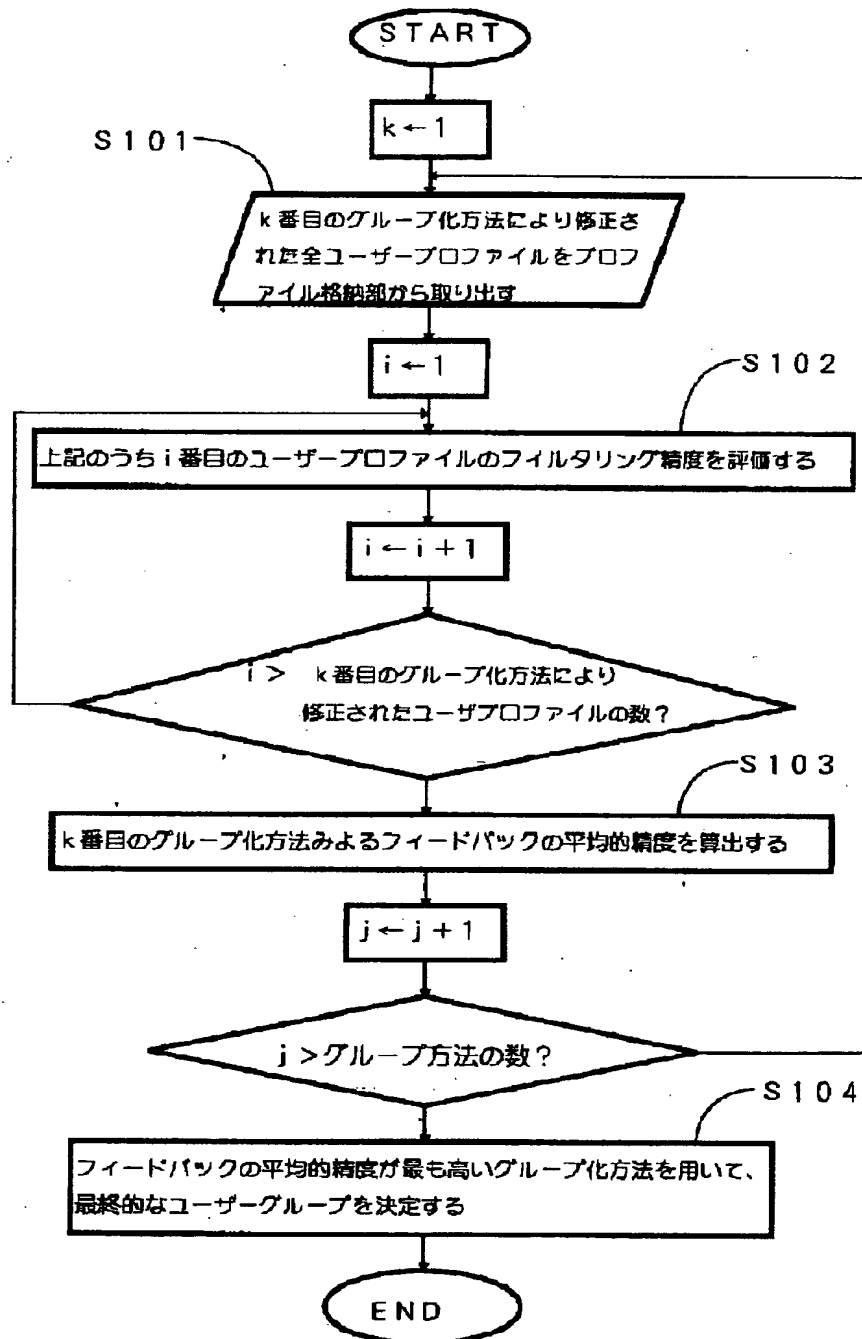 START
k←1
S101
k番目のグループ化方法により修正さ
れた全ユーザープロファイルをプロフ
ァイル格納部から取り出す
i←1
S102
上記のうちi番目のユーザープロファイルのフィルタリング精度を評価する
i←i+1
i> k番目のグループ化方法により
修正されたユーザプロファイルの数?
S103
k番目のグループ化方法みよるフィードバックの平均的精度を算出する
j←j+1
j>グループ方法の数?
S104
フィードバックの平均的精度が最も高いグループ化方法を用いて、
最終的なユーザーグループを決定する
END